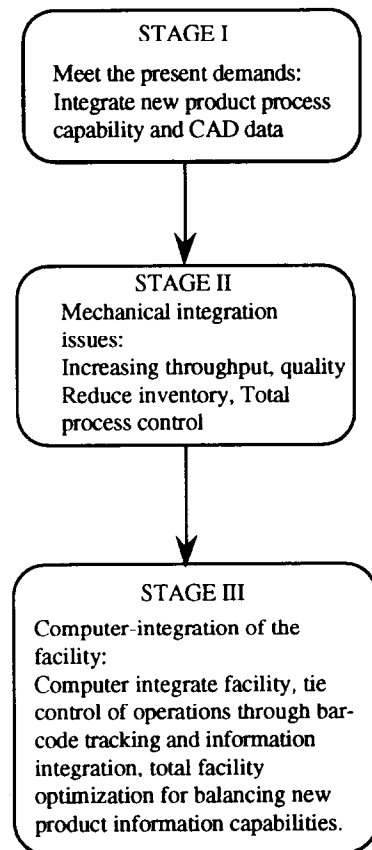 STAGE I
Meet the present demands:
Integrate new product process
capability and CAD data
STAGE II
Mechanical integration
issues:
Increasing throughput, quality
Reduce inventory, Total
process control
STAGE III
Computer-integration of the
facility:
Computer integrate facility, tie
control of operations through bar-
code tracking and information
integration, total facility
optimization for balancing new
product information capabilities.